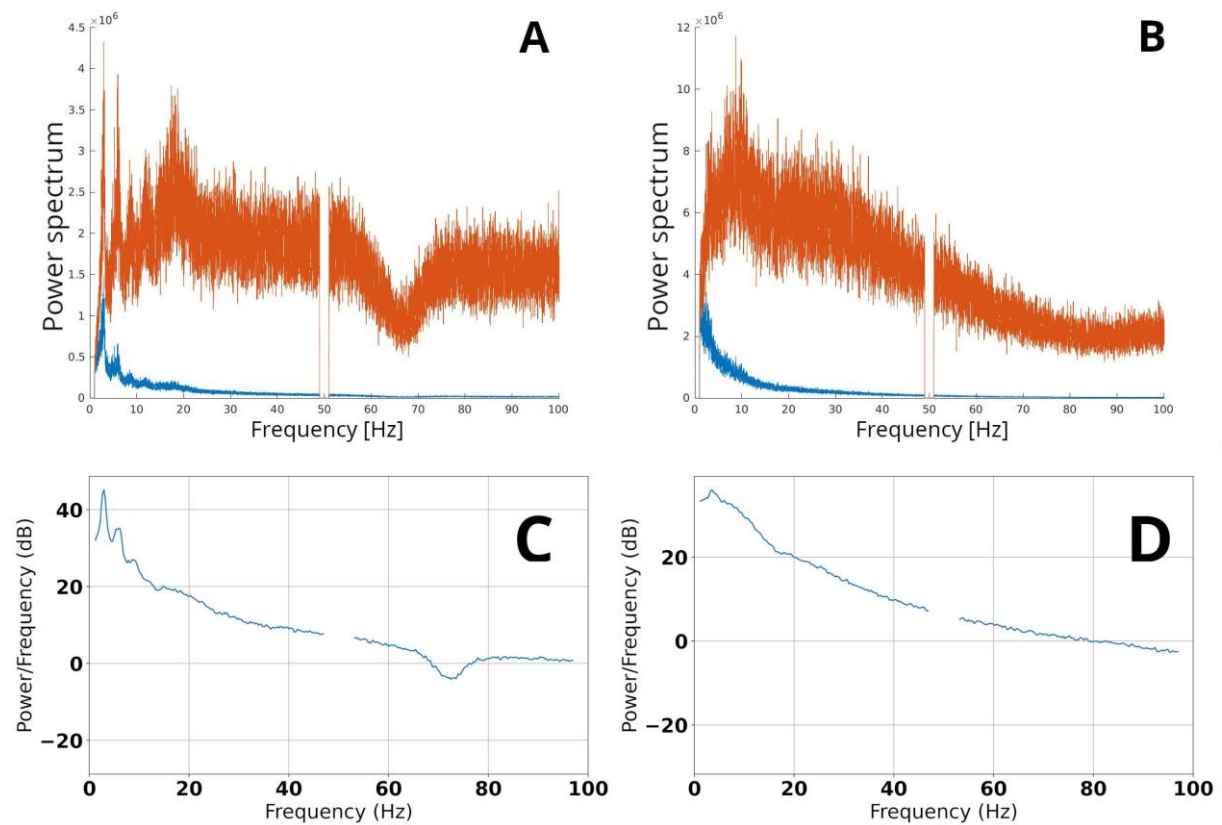 ×10⁶
4.5
4
3.5
3
2.5
2
1.5
1
0.5
0
Power spectrum
A
0 10 20 30 40 50 60 70 80 90 100
Frequency [Hz]
×10⁶
12
10
8
6
4
2
0
Power spectrum
B
0 10 20 30 40 50 60 70 80 90 100
Frequency [Hz]
40
20
0
−20
Power/Frequency (dB)
C
0 20 40 60 80 100
Frequency (Hz)
20
0
−20
Power/Frequency (dB)
D
0 20 40 60 80 100
Frequency (Hz)